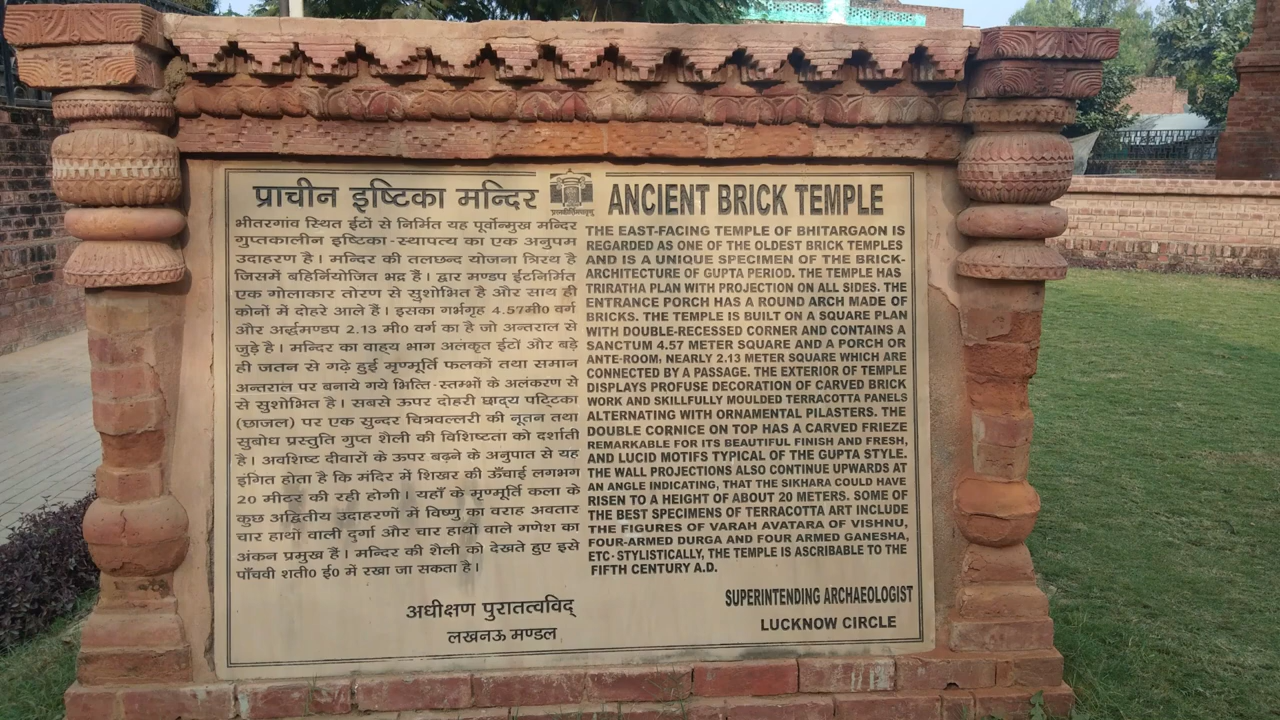 प्राचीन इष्टिका मन्दिर
भीतरगांव स्थित ईटों से निर्मित यह पूर्वोन्मुख मन्दिर
गुप्तकालीन इष्टिका-स्थापत्य का एक अनुपम
उदाहरण है। मन्दिर की तलछन्द योजना त्रिरथ है
जिसमें बहिर्नियोजित भद्र हैं। द्वार मण्डप ईटनिर्मित
एक गोलाकार तोरण से सुशोभित है और साथ ही
कोनों में दोहरे आले हैं। इसका गर्भगृह 4.57मी0 वर्ग
और अर्द्धमण्डप 2.13 मी0 वर्ग का है जो अन्तराल से
जुड़े है। मन्दिर का वाह्य भाग अलंकृत ईटों और बड़े
ही जतन से गढ़े हुई मृण्मूर्ति फलकों तथा समान
अन्तराल पर बनाये गये भित्ति-स्तम्भों के अलंकरण से
से सुशोभित है। सबसे ऊपर दोहरी छाद्य पट्टिका
(छाजल) पर एक सुन्दर चित्रवल्लरी की नूतन तथा
सुबोध प्रस्तुति गुप्त शैली की विशिष्टता को दर्शाती
है। अवशिष्ट दीवारों के ऊपर बढ़ने के अनुपात से यह
इंगित होता है कि मंदिर में शिखर की ऊँचाई लगभग
20 मीटर की रही होगी। यहाँ के मृण्मूर्ति कला के
कुछ अद्वितीय उदाहरणों में विष्णु का वराह अवतार
चार हाथों वाली दुर्गा और चार हाथों वाले गणेश का
अंकन प्रमुख हैं। मन्दिर की शैली को देखते हुए इसे
पाँचवी शती0 ई0 में रखा जा सकता है।
अधीक्षण पुरातत्वविद्
लखनऊ मण्डल
ANCIENT BRICK TEMPLE
THE EAST-FACING TEMPLE OF BHITARGAON IS
REGARDED AS ONE OF THE OLDEST BRICK TEMPLES
AND IS A UNIQUE SPECIMEN OF THE BRICK-
ARCHITECTURE OF GUPTA PERIOD. THE TEMPLE HAS
TRIRATHA PLAN WITH PROJECTION ON ALL SIDES. THE
ENTRANCE PORCH HAS A ROUND ARCH MADE OF
BRICKS. THE TEMPLE IS BUILT ON A SQUARE PLAN
WITH DOUBLE-RECESSED CORNER AND CONTAINS A
SANCTUM 4.57 METER SQUARE AND A PORCH OR
ANTE-ROOM, NEARLY 2.13 METER SQUARE WHICH ARE
CONNECTED BY A PASSAGE. THE EXTERIOR OF TEMPLE
DISPLAYS PROFUSE DECORATION OF CARVED BRICK
WORK AND SKILLFULLY MOULDED TERRACOTTA PANELS
ALTERNATING WITH ORNAMENTAL PILASTERS. THE
DOUBLE CORNICE ON TOP HAS A CARVED FRIEZE
REMARKABLE FOR ITS BEAUTIFUL FINISH AND FRESH,
AND LUCID MOTIFS TYPICAL OF THE GUPTA STYLE.
THE WALL PROJECTIONS ALSO CONTINUE UPWARDS AT
AN ANGLE INDICATING, THAT THE SIKHARA COULD HAVE
RISEN TO A HEIGHT OF ABOUT 20 METERS. SOME OF
THE BEST SPECIMENS OF TERRACOTTA ART INCLUDE
THE FIGURES OF VARAH AVATARA OF VISHNU,
FOUR-ARMED DURGA AND FOUR ARMED GANESHA,
ETC-STYLISTICALLY, THE TEMPLE IS ASCRIBABLE TO THE
FIFTH CENTURY A.D.
SUPERINTENDING ARCHAEOLOGIST
LUCKNOW CIRCLE